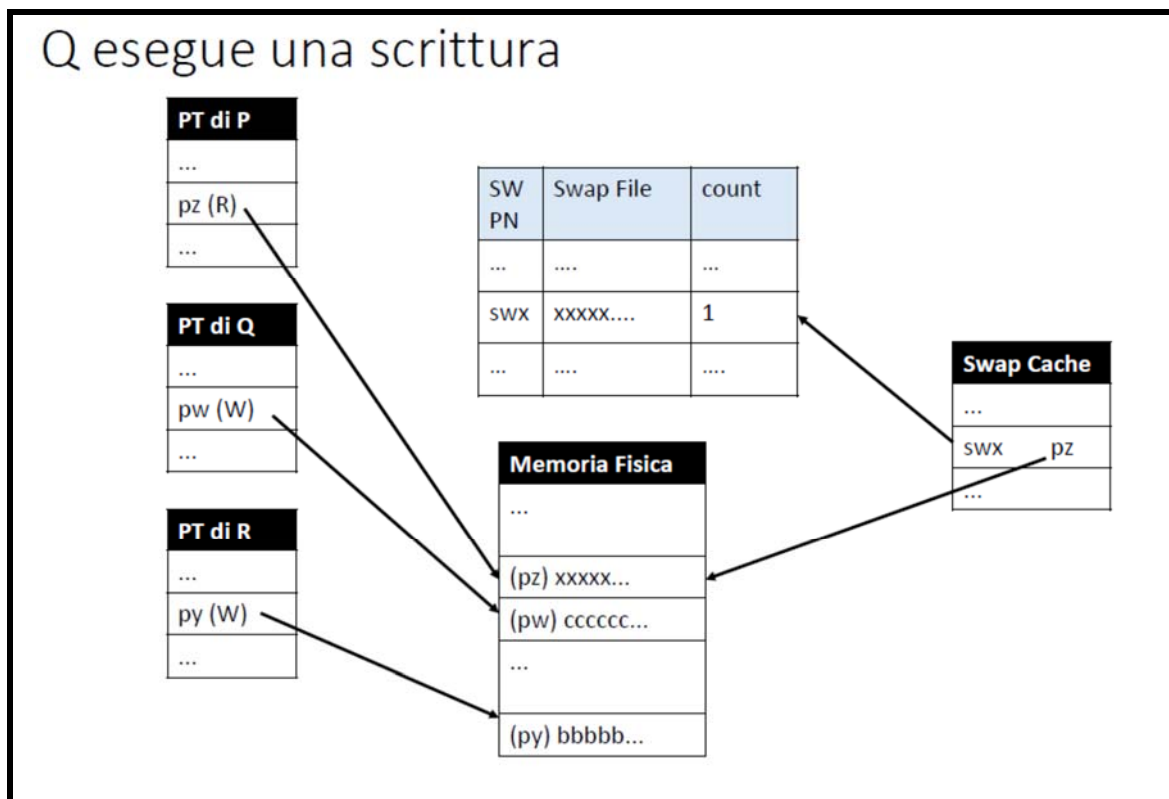 Q esegue una scrittura
PT di P
...
pz (R)
...
PT di Q
...
pw (W)
...
PT di R
...
py (W)
...
SW PN Swap File count
... .... ...
swx xxxxx.... 1
... .... ....
Swap Cache
...
swx pz
...
Memoria Fisica
...
(pz) xxxxx...
(pw) cccccc...
...
(py) bbbbb...